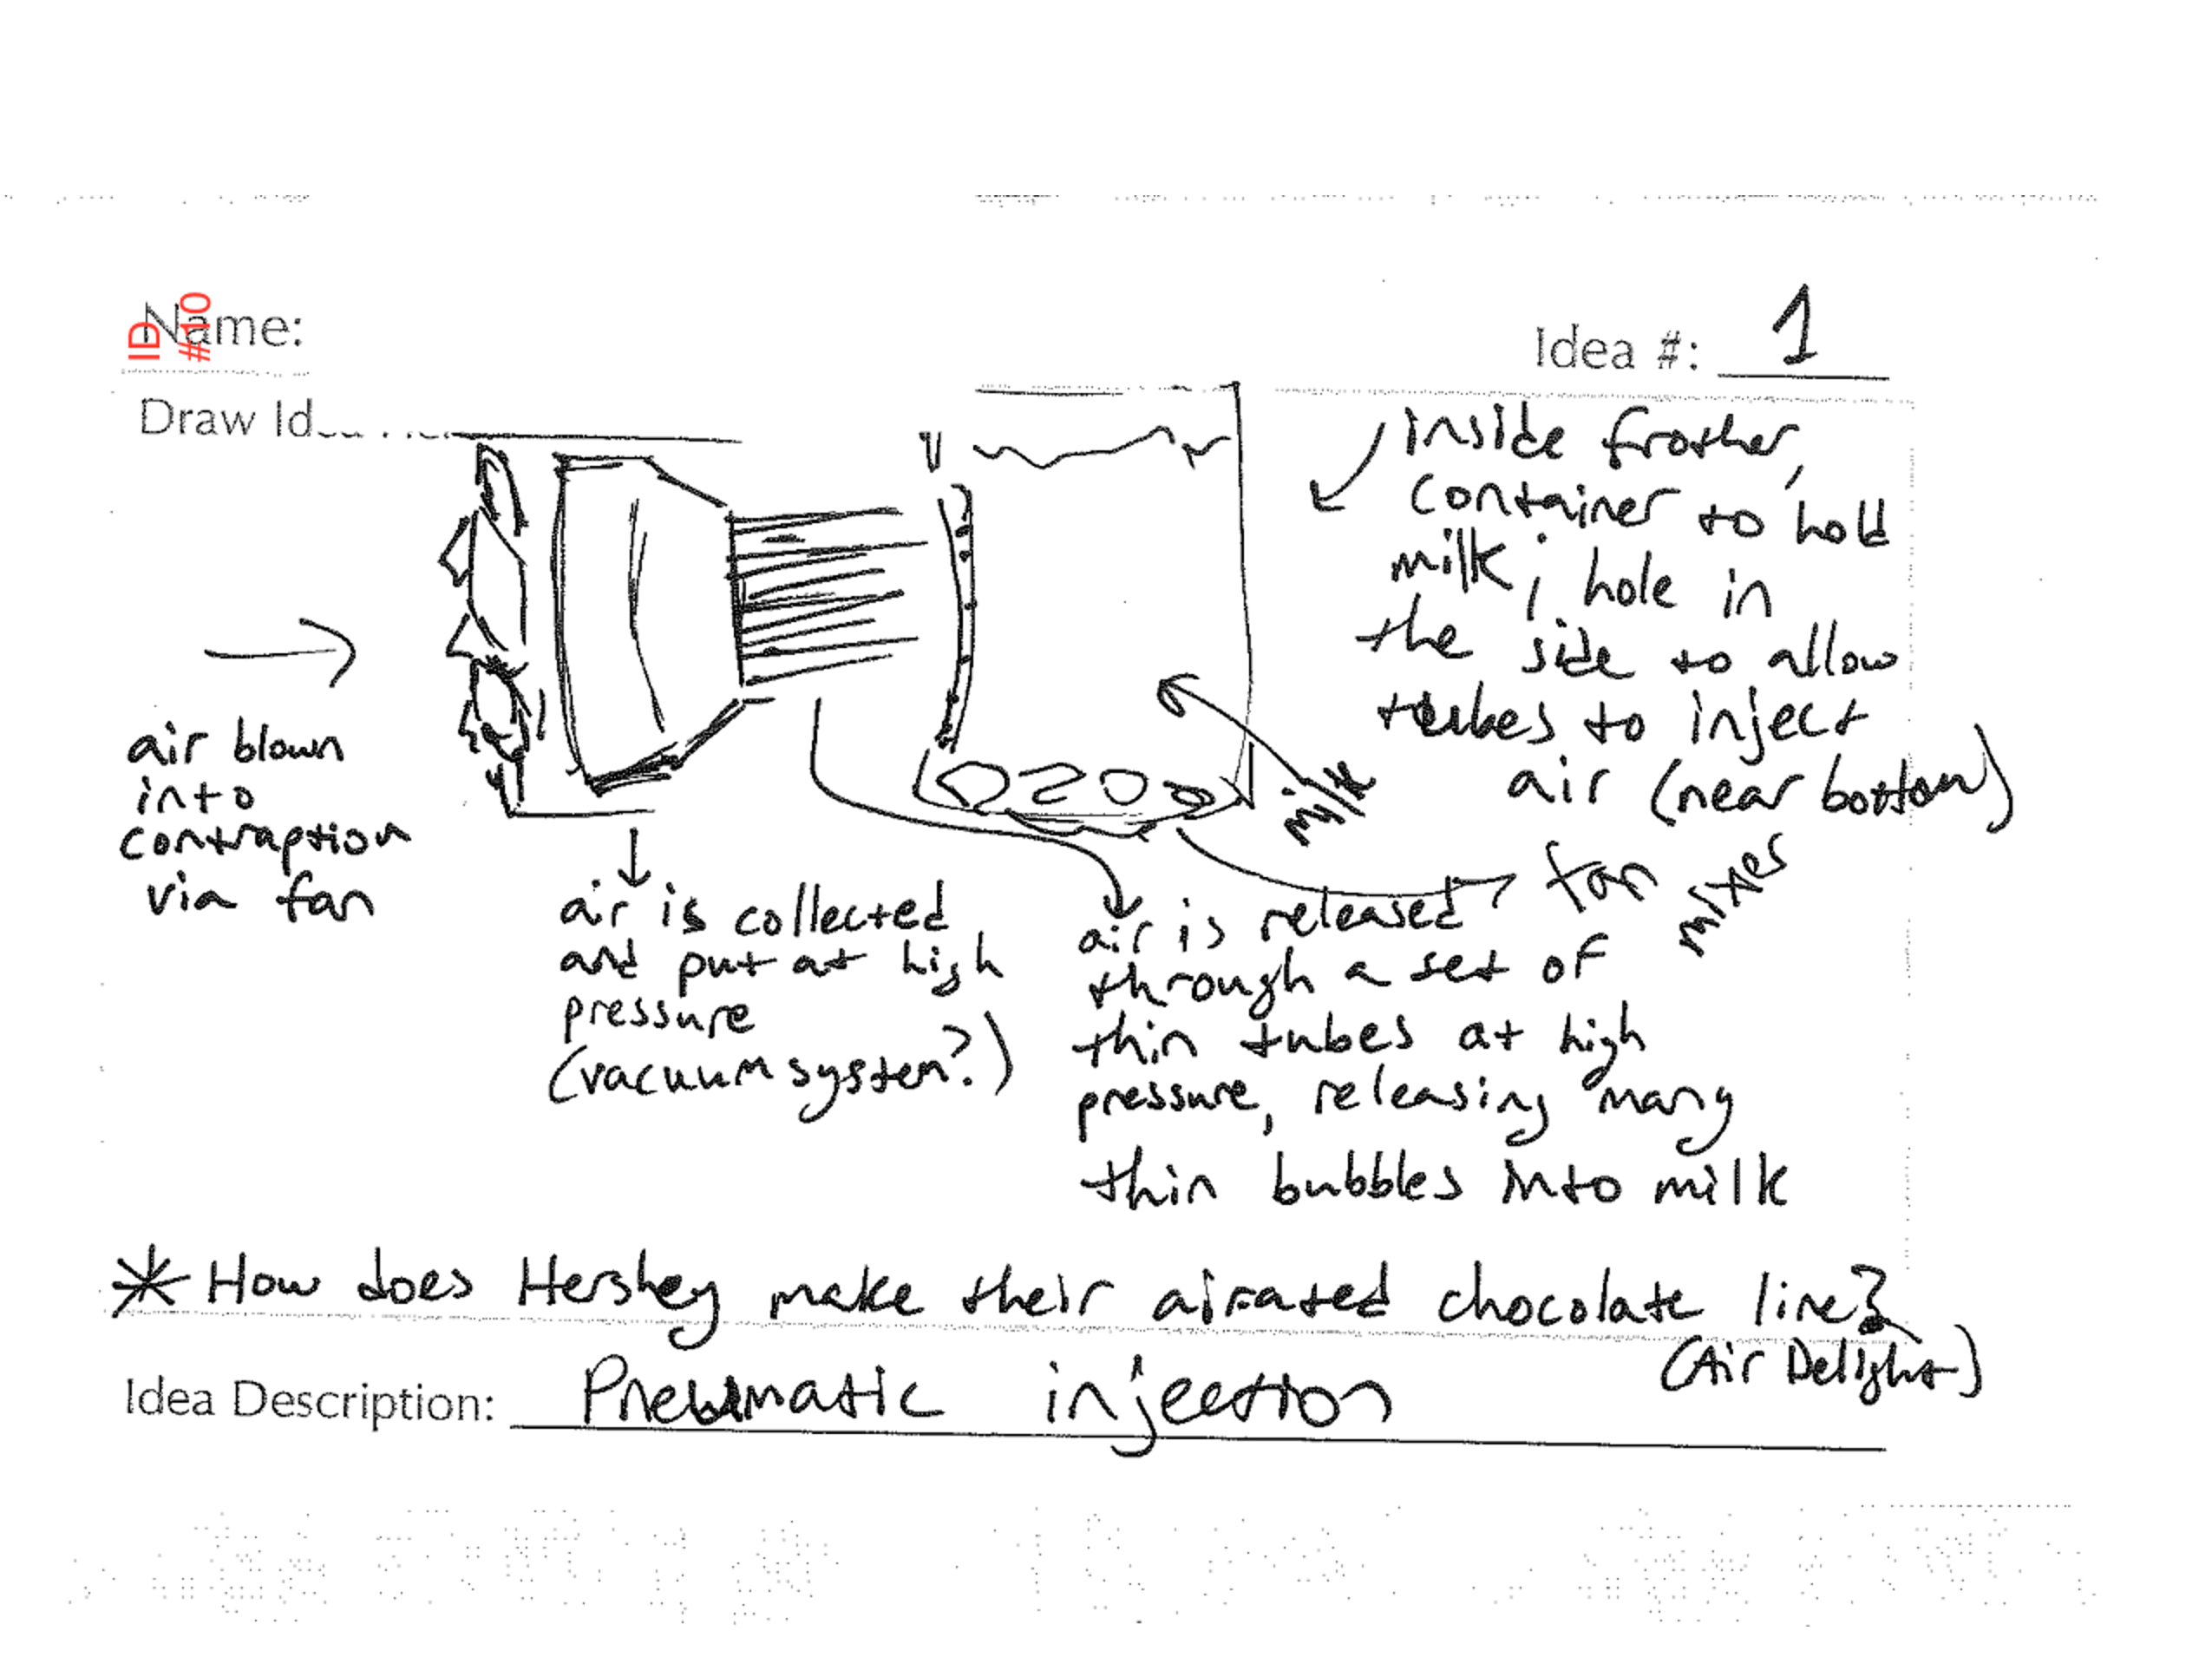 ID
#10
Name:
Idea #: 1
Draw Id
inside frother,
container to hold
milk; hole in
the side to allow
tubes to inject
air (near bottom)
air blown
into
contraption
via fan
milk
fan
mixer
air is collected
and put at high
pressure
(vacuum system?)
air is released
through a set of
thin tubes at high
pressure, releasing many
thin bubbles into milk
* How does Hershey make their airated chocolate line?
(Air Delight)
Idea Description: Pneumatic injection